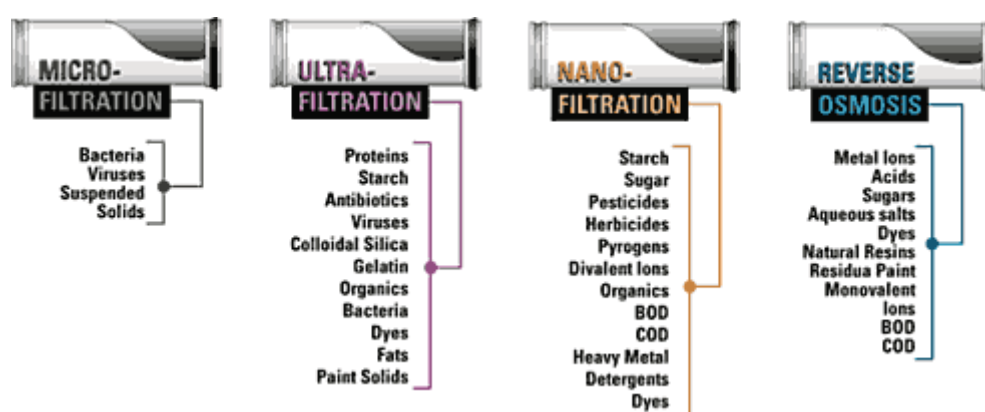 MICRO-
FILTRATION
Bacteria
Viruses
Suspended
Solids
ULTRA-
FILTRATION
Proteins
Starch
Antibiotics
Viruses
Colloidal Silica
Gelatin
Organics
Bacteria
Dyes
Fats
Paint Solids
NANO-
FILTRATION
Starch
Sugar
Pesticides
Herbicides
Pyrogens
Divalent Ions
Organics
BOD
COD
Heavy Metal
Detergents
Dyes
REVERSE
OSMOSIS
Metal Ions
Acids
Sugars
Aqueous salts
Dyes
Natural Resins
Residua Paint
Monovalent
Ions
BOD
COD